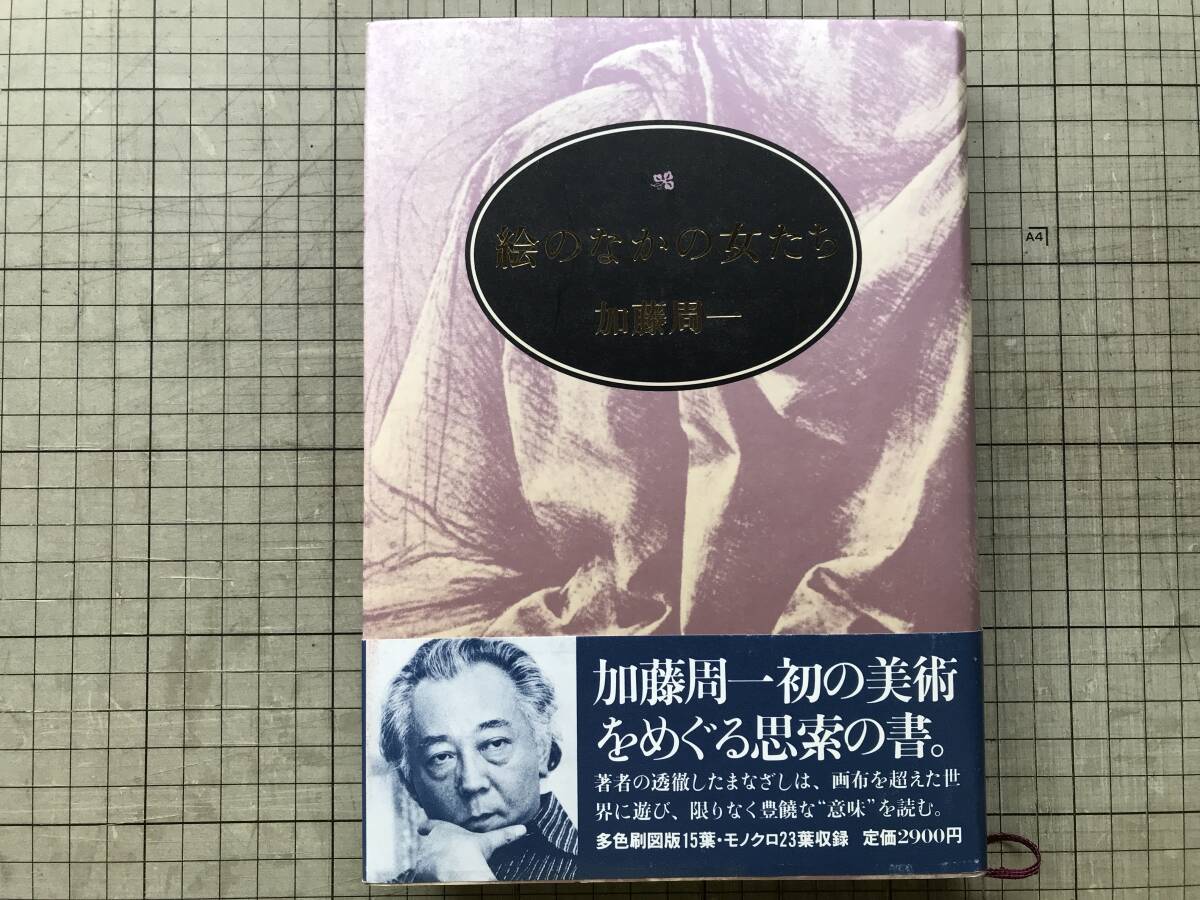 絵のなかの女たち
加藤周一
A4
加藤周一初の美術
をめぐる思索の書。
著者の透徹したまなざしは、画布を超えた世
界に遊び、限りなく豊饒な“意味”を読む。
多色刷図版15葉・モノクロ23葉収録 定価2900円